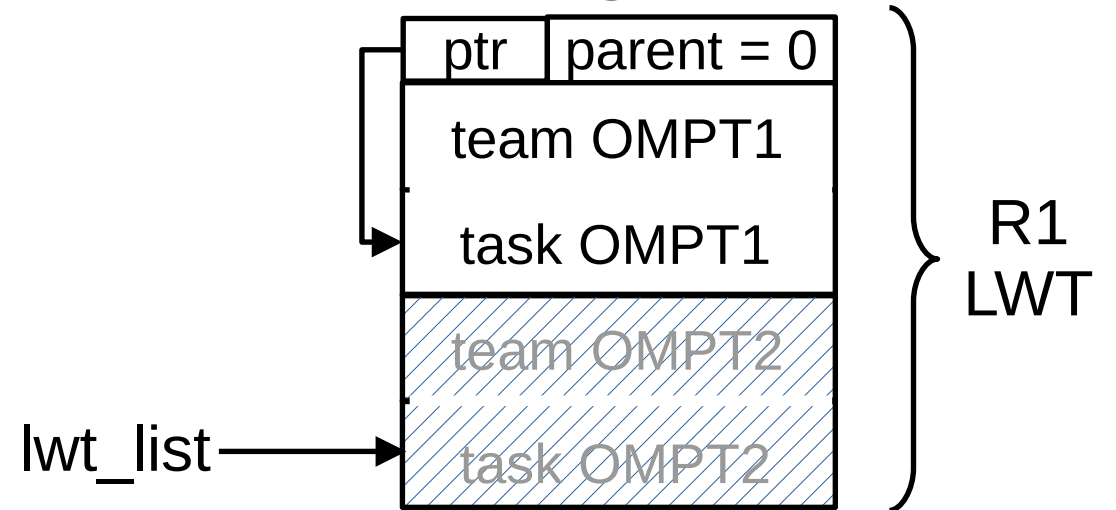 ptr
parent = 0
team OMPT1
task OMPT1
team OMPT2
task OMPT2
lwt_list
R1
LWT